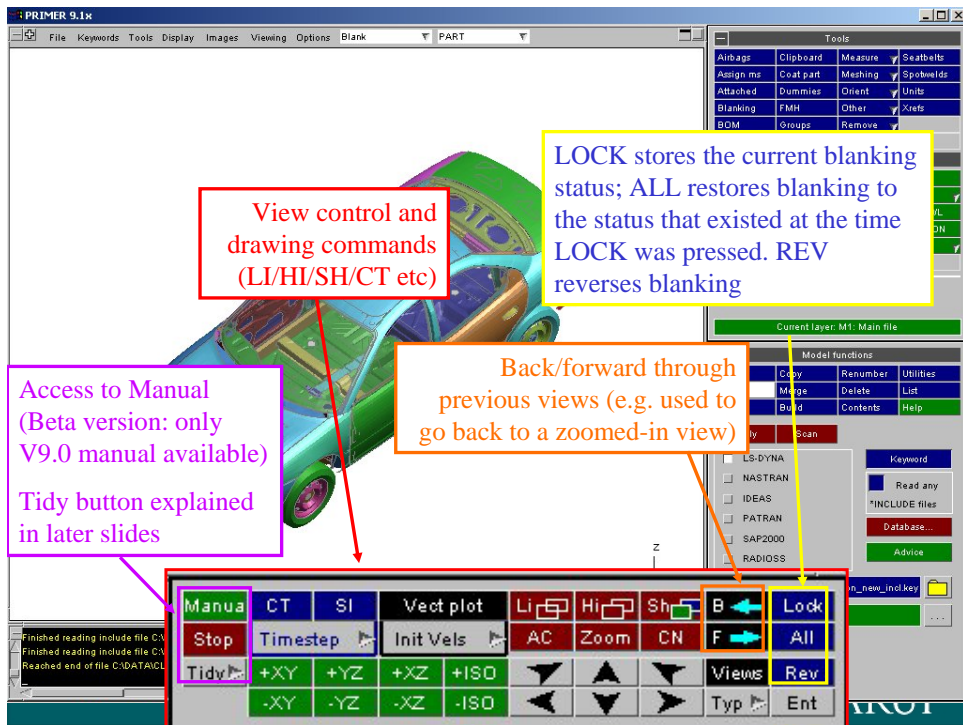 PRIMER 9.1x
File Keywords Tools Display Images Viewing Options Blank PART
Tools
Airbags Clipboard Measure Seatbelts
Assign ms Coat part Meshing Spotwelds
Attached Dummies Orient Units
Blanking FMH Other Xrefs
BOM Groups Remove
LOCK stores the current blanking
status; ALL restores blanking to
the status that existed at the time
LOCK was pressed. REV
reverses blanking
View control and
drawing commands
(LI/HI/SH/CT etc)
Current layer: M1: Main file
Model functions
Copy Renumber Utilities
Merge Delete List
Build Contents Help
Back/forward through
previous views (e.g. used to
go back to a zoomed-in view)
Access to Manual
(Beta version: only
V9.0 manual available)
Tidy button explained
in later slides
Scan
LS-DYNA
NASTRAN
IDEAS
PATRAN
SAP2000
RADIOSS
Keyword
Read any
*INCLUDE files
Database...
Advice
n_new_incl.key
...
Z
Manua CT SI Vect plot Li Hi Sh B Lock
Stop Timestep Init Vels AC Zoom CN F All
Tidy +XY +YZ +XZ +ISO Views Rev
-XY -YZ -XZ -ISO Typ Ent
Finished reading include file C:\
Finished reading include file C:\
Reached end of file C:\DATA\CL